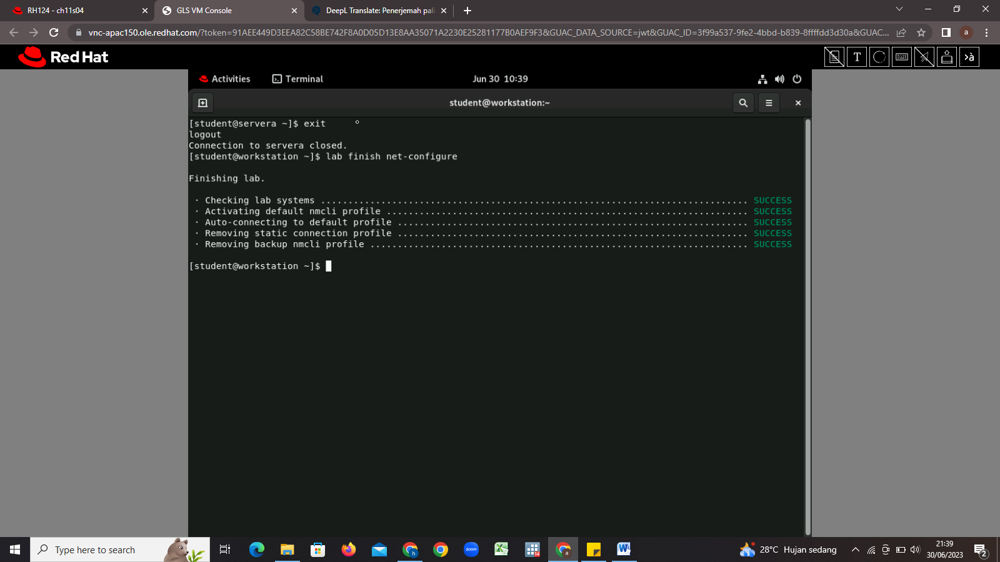 RH124 - ch11s04
GLS VM Console
DeepL Translate: Penerjemah pali
vnc-apac150.ole.redhat.com/?token=91AEE449D3EEA82C58BE742F8A0D05D13E8AA35071A2230E25281177B0AEF9F3&GUAC_DATA_SOURCE=jwt&GUAC_ID=3f99a537-9fe2-4bbd-b839-8ffffdd3d30a&GUAC...
a
Red Hat
T
>à
Activities
Terminal
Jun 30 10:39
student@workstation:~
[student@servera ~]$ exit
logout
Connection to servera closed.
[student@workstation ~]$ lab finish net-configure
Finishing lab.
· Checking lab systems .............................................................................. SUCCESS
· Activating default nmcli profile .................................................................. SUCCESS
· Auto-connecting to default profile ................................................................ SUCCESS
· Removing static connection profile ................................................................ SUCCESS
· Removing backup nmcli profile ..................................................................... SUCCESS
[student@workstation ~]$
Type here to search
h
zoom
14
a
W
28°C Hujan sedang
21:39
30/06/2023
2